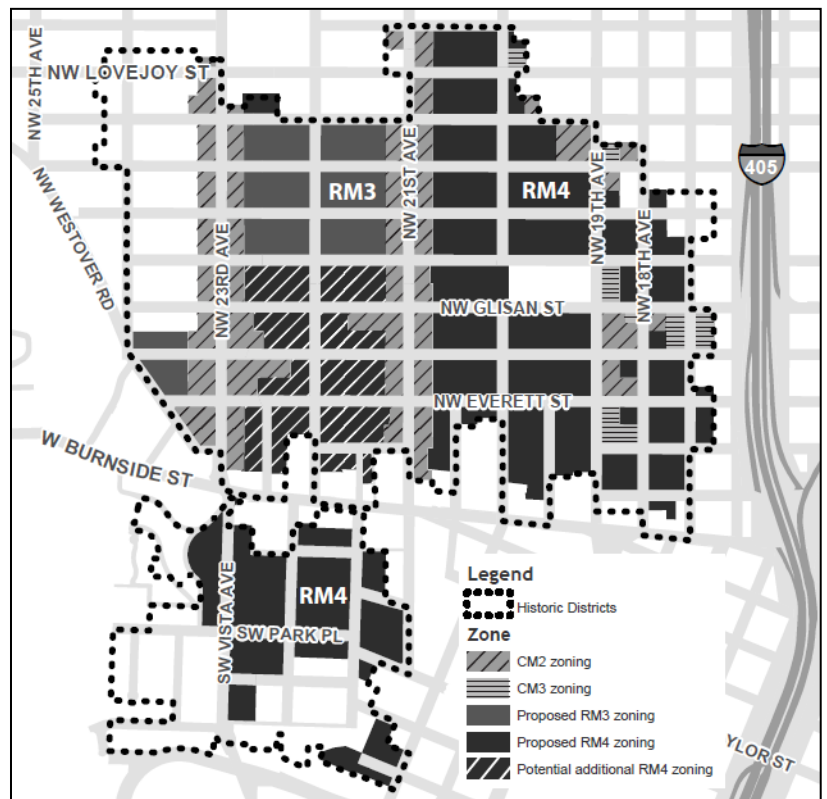 NW 25TH AVE
NW LOVEJOY ST
NW WESTOVER RD
NW 23RD AVE
RM3
NW 21ST AVE
RM4
NW 19TH AVE
NW 18TH AVE
405
NW GLISAN ST
NW EVERETT ST
W BURNSIDE ST
SW VISTA AVE
RM4
SW PARK PL
YLOR ST
Legend
Historic Districts
Zone
CM2 zoning
CM3 zoning
Proposed RM3 zoning
Proposed RM4 zoning
Potential additional RM4 zoning